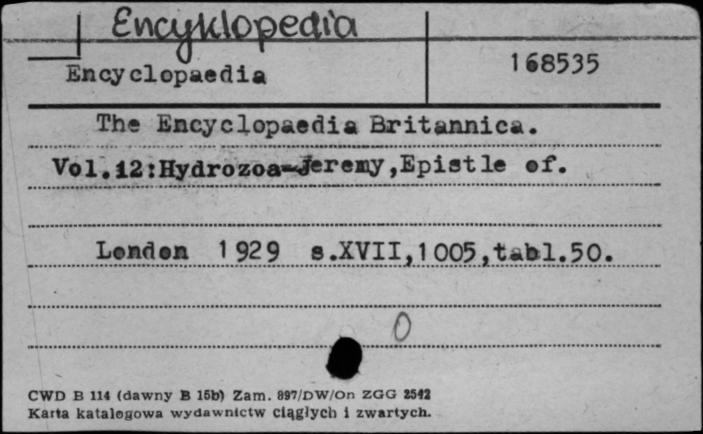 Encyklopedia
Encyclopaedia
168535
The Encyclopaedia Britannica.
Vol.12:Hydrozoa-Jeremy,Epistle of.
London 1929 s.XVII,1005,tabl.50.
0
CWD B 114 (dawny B 15b) Zam. 897/DW/On ZGG 2542
Karta katalogowa wydawnictw ciągłych i zwartych.